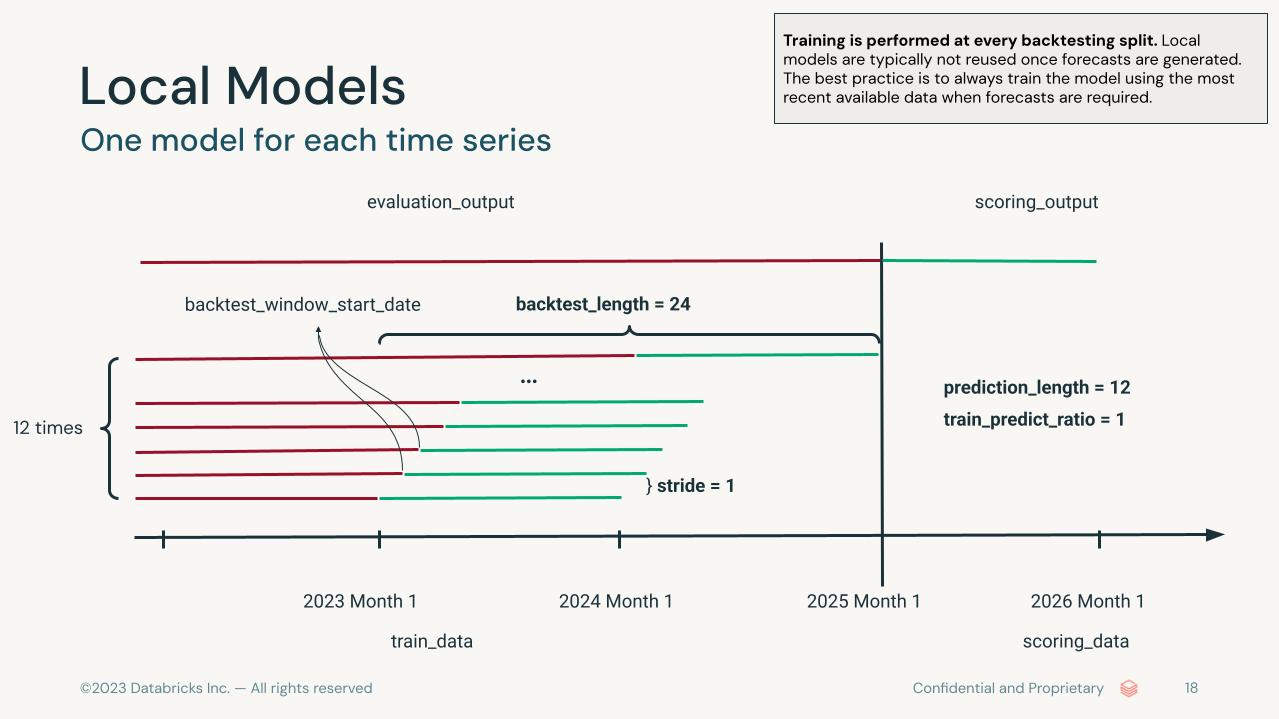 Training is performed at every backtesting split. Local
models are typically not reused once forecasts are generated.
The best practice is to always train the model using the most
recent available data when forecasts are required.
Local Models
One model for each time series
evaluation_output
scoring_output
backtest_window_start_date
backtest_length = 24
...
prediction_length = 12
train_predict_ratio = 1
12 times
} stride = 1
2023 Month 1
2024 Month 1
2025 Month 1
2026 Month 1
train_data
scoring_data
©2023 Databricks Inc. — All rights reserved
Confidential and Proprietary
18